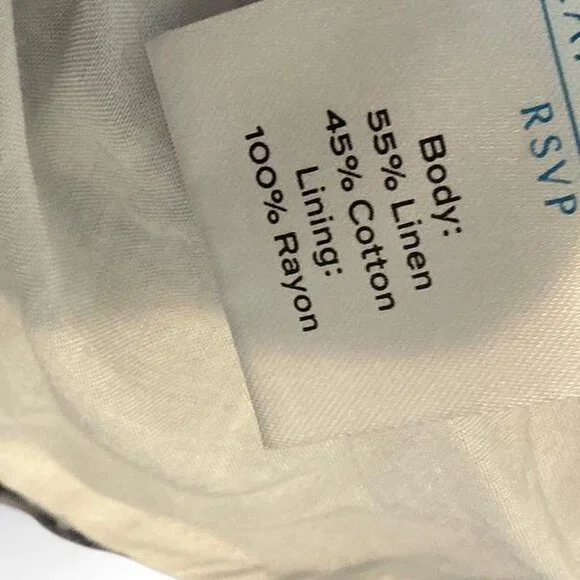 RSVP
Body:
55% Linen
45% Cotton
Lining:
100% Rayon